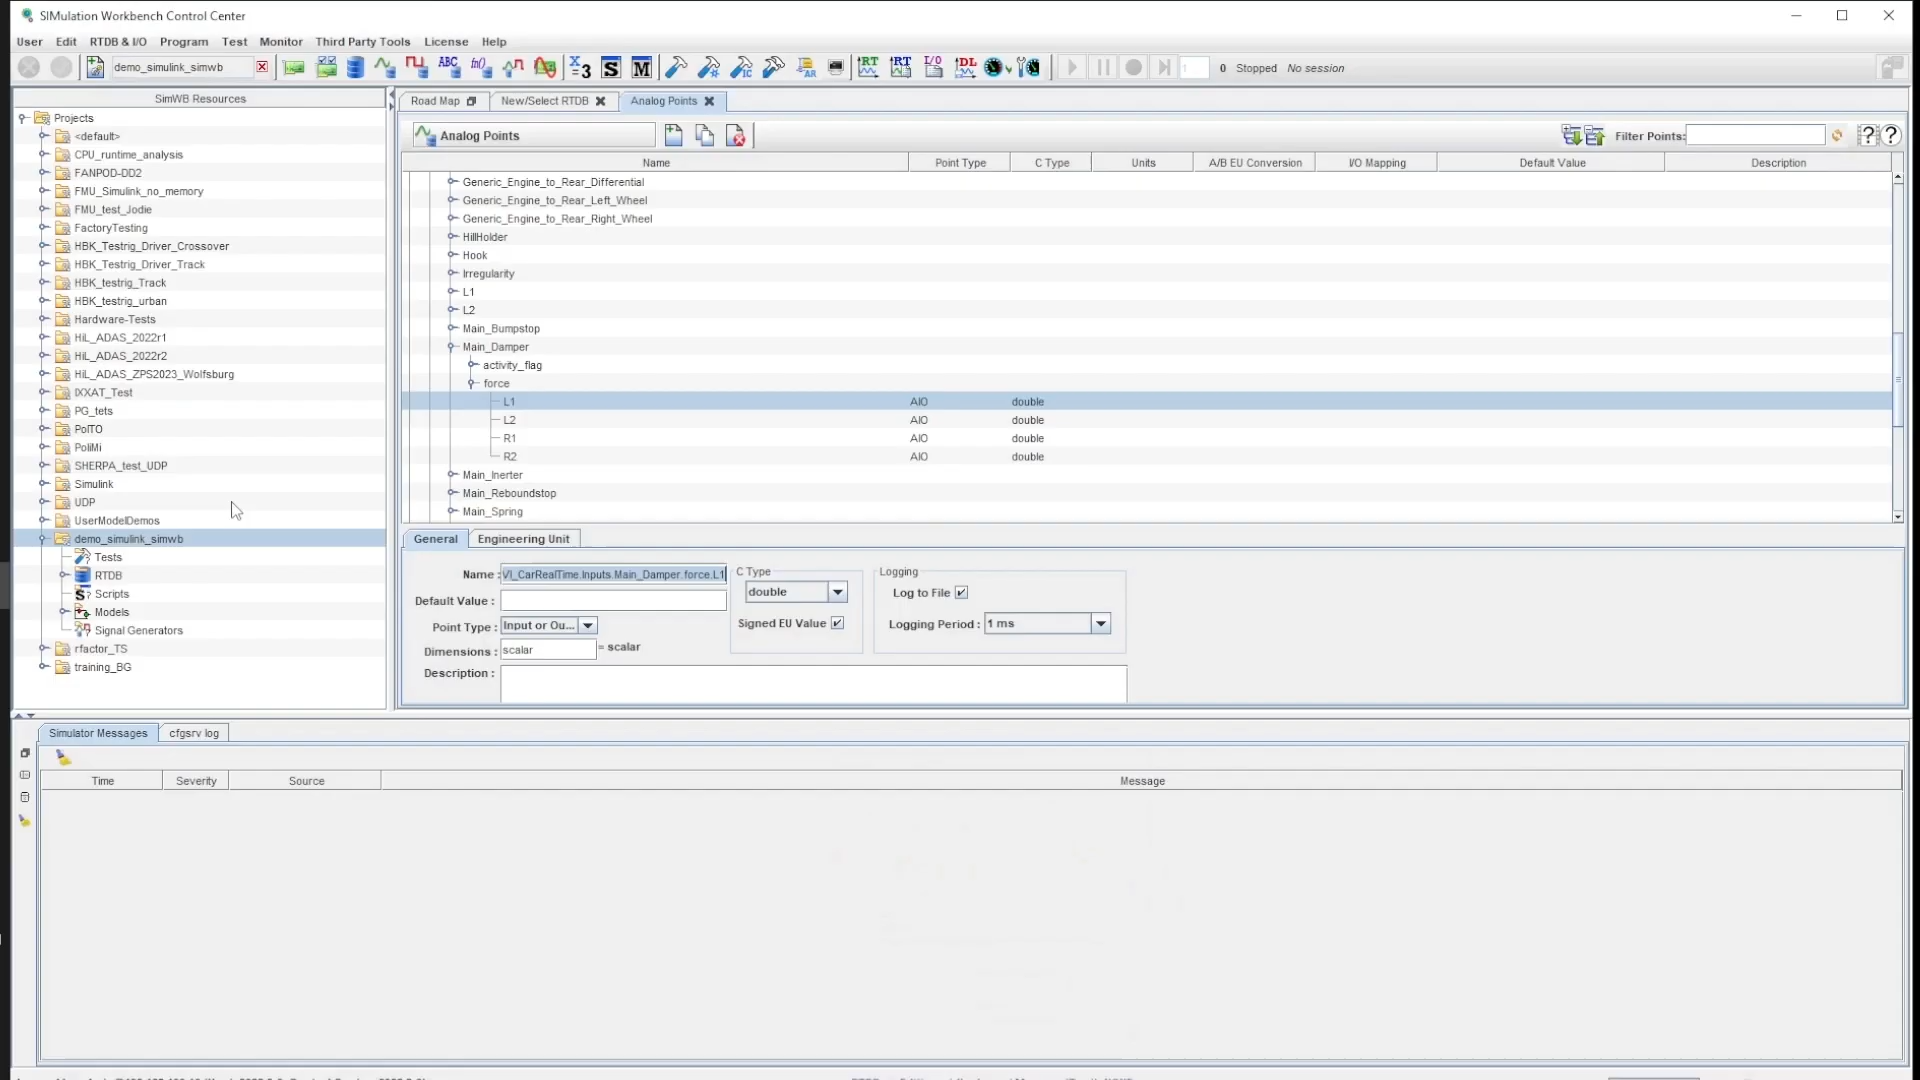 SIMulation Workbench Control Center
User Edit RTDB & I/O Program Test Monitor Third Party Tools License Help
demo_simulink_simwb
0 Stopped No session
SimWB Resources
Projects
<default>
CPU_runtime_analysis
FANPOD-DD2
FMU_Simulink_no_memory
FMU_test_Jodie
FactoryTesting
HBK_Testrig_Driver_Crossover
HBK_Testrig_Driver_Track
HBK_testrig_Track
HBK_testrig_urban
Hardware-Tests
HiL_ADAS_2022r1
HiL_ADAS_2022r2
HiL_ADAS_ZPS2023_Wolfsburg
IXXAT_Test
PG_tets
PolTO
PoliMi
SHERPA_test_UDP
Simulink
UDP
UserModelDemos
demo_simulink_simwb
Tests
RTDB
Scripts
Models
Signal Generators
rfactor_TS
training_BG
Road Map New/Select RTDB Analog Points
Analog Points
Filter Points:
Name Point Type C Type Units A/B EU Conversion I/O Mapping Default Value Description
Generic_Engine_to_Rear_Differential
Generic_Engine_to_Rear_Left_Wheel
Generic_Engine_to_Rear_Right_Wheel
HillHolder
Hook
Irregularity
L1
L2
Main_Bumpstop
Main_Damper
activity_flag
force
L1 AIO double
L2 AIO double
R1 AIO double
R2 AIO double
Main_Inerter
Main_Reboundstop
Main_Spring
General Engineering Unit
Name : VI_CarRealTime.Inputs.Main_Damper.force.L1
Default Value :
Point Type : Input or Ou...
Dimensions : scalar = scalar
Description :
C Type
double
Signed EU Value
Logging
Log to File
Logging Period : 1 ms
Simulator Messages cfgsrv log
Time Severity Source Message